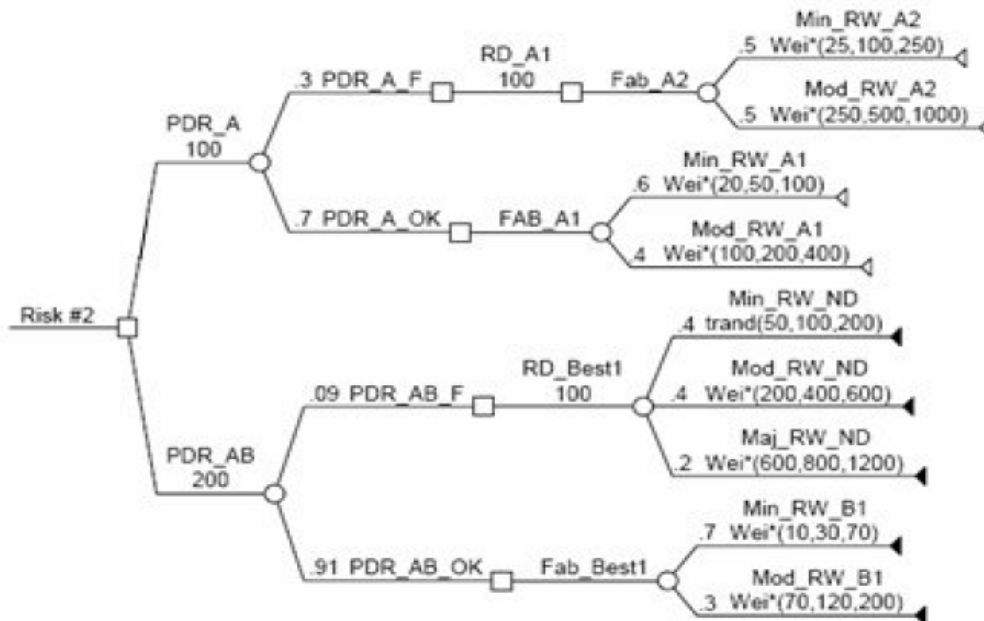 Min_RW_A2
.5 Wei*(25,100,250)
RD_A1
.3 PDR_A_F
100
Fab_A2
Mod_RW_A2
.5 Wei*(250,500,1000)
PDR_A
100
Min_RW_A1
.6 Wei*(20,50,100)
.7 PDR_A_OK
FAB_A1
Mod_RW_A1
.4 Wei*(100,200,400)
Risk #2
Min_RW_ND
.4 trand(50,100,200)
RD_Best1
.09 PDR_AB_F
100
Mod_RW_ND
.4 Wei*(200,400,600)
Maj_RW_ND
.2 Wei*(600,800,1200)
PDR_AB
200
Min_RW_B1
.7 Wei*(10,30,70)
.91 PDR_AB_OK
Fab_Best1
Mod_RW_B1
.3 Wei*(70,120,200)